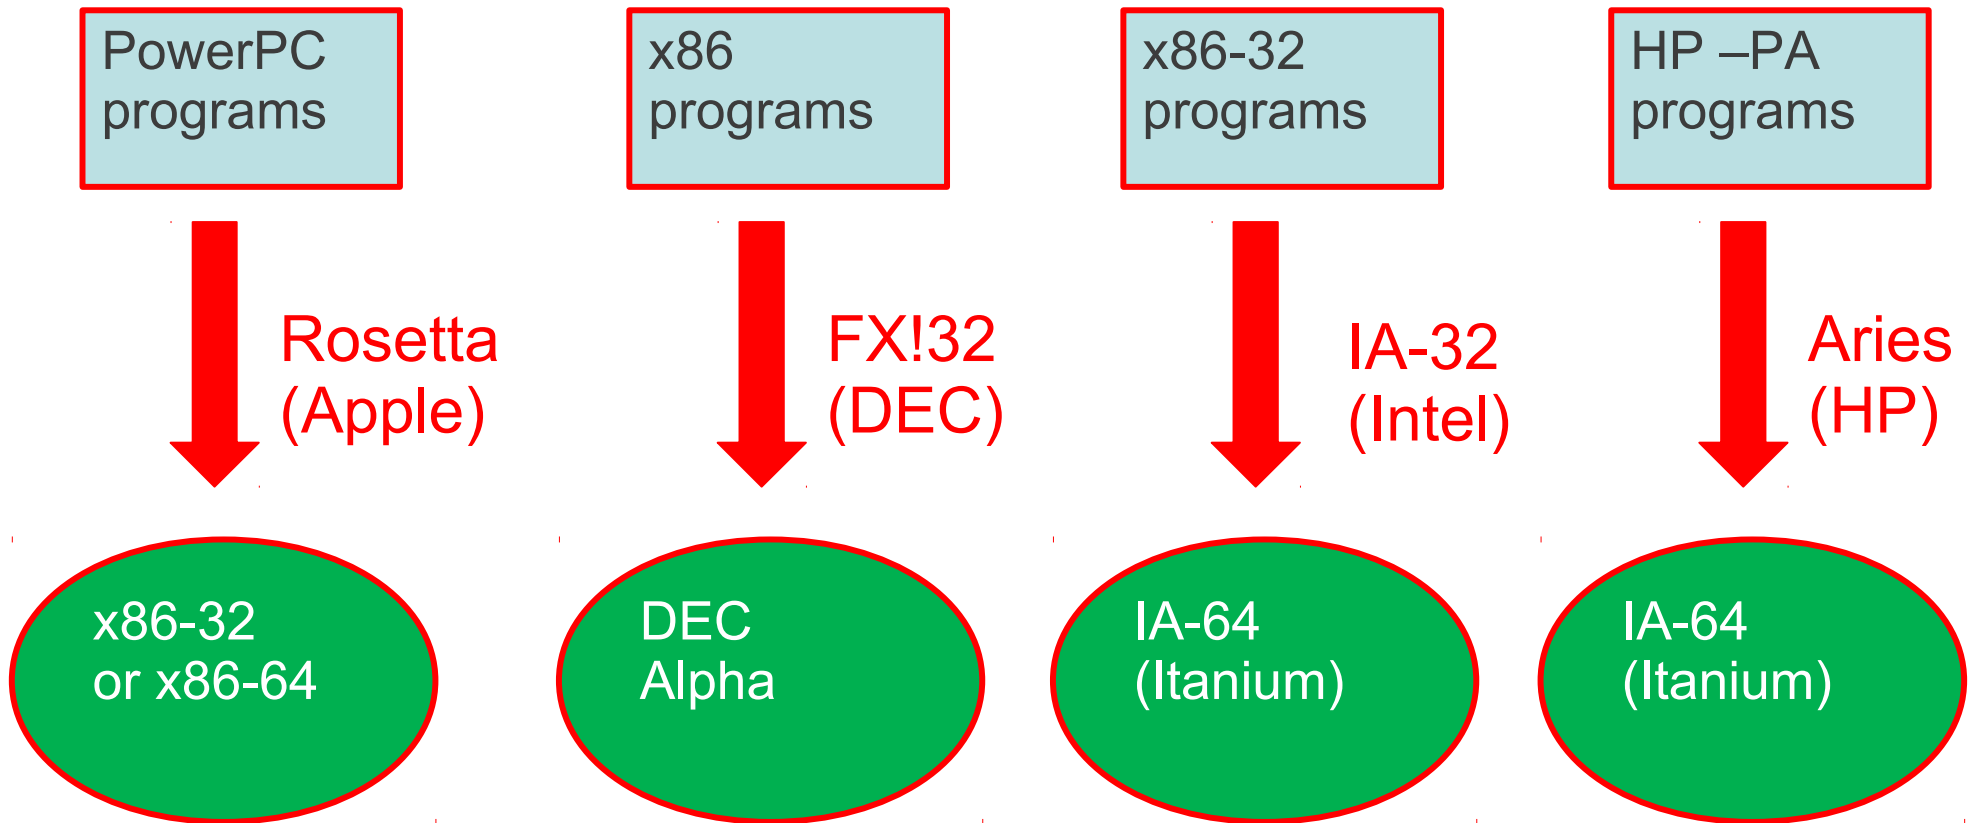 PowerPC
programs
x86
programs
x86-32
programs
HP –PA
programs
Rosetta
(Apple)
FX!32
(DEC)
IA-32
(Intel)
Aries
(HP)
x86-32
or x86-64
DEC
Alpha
IA-64
(Itanium)
IA-64
(Itanium)